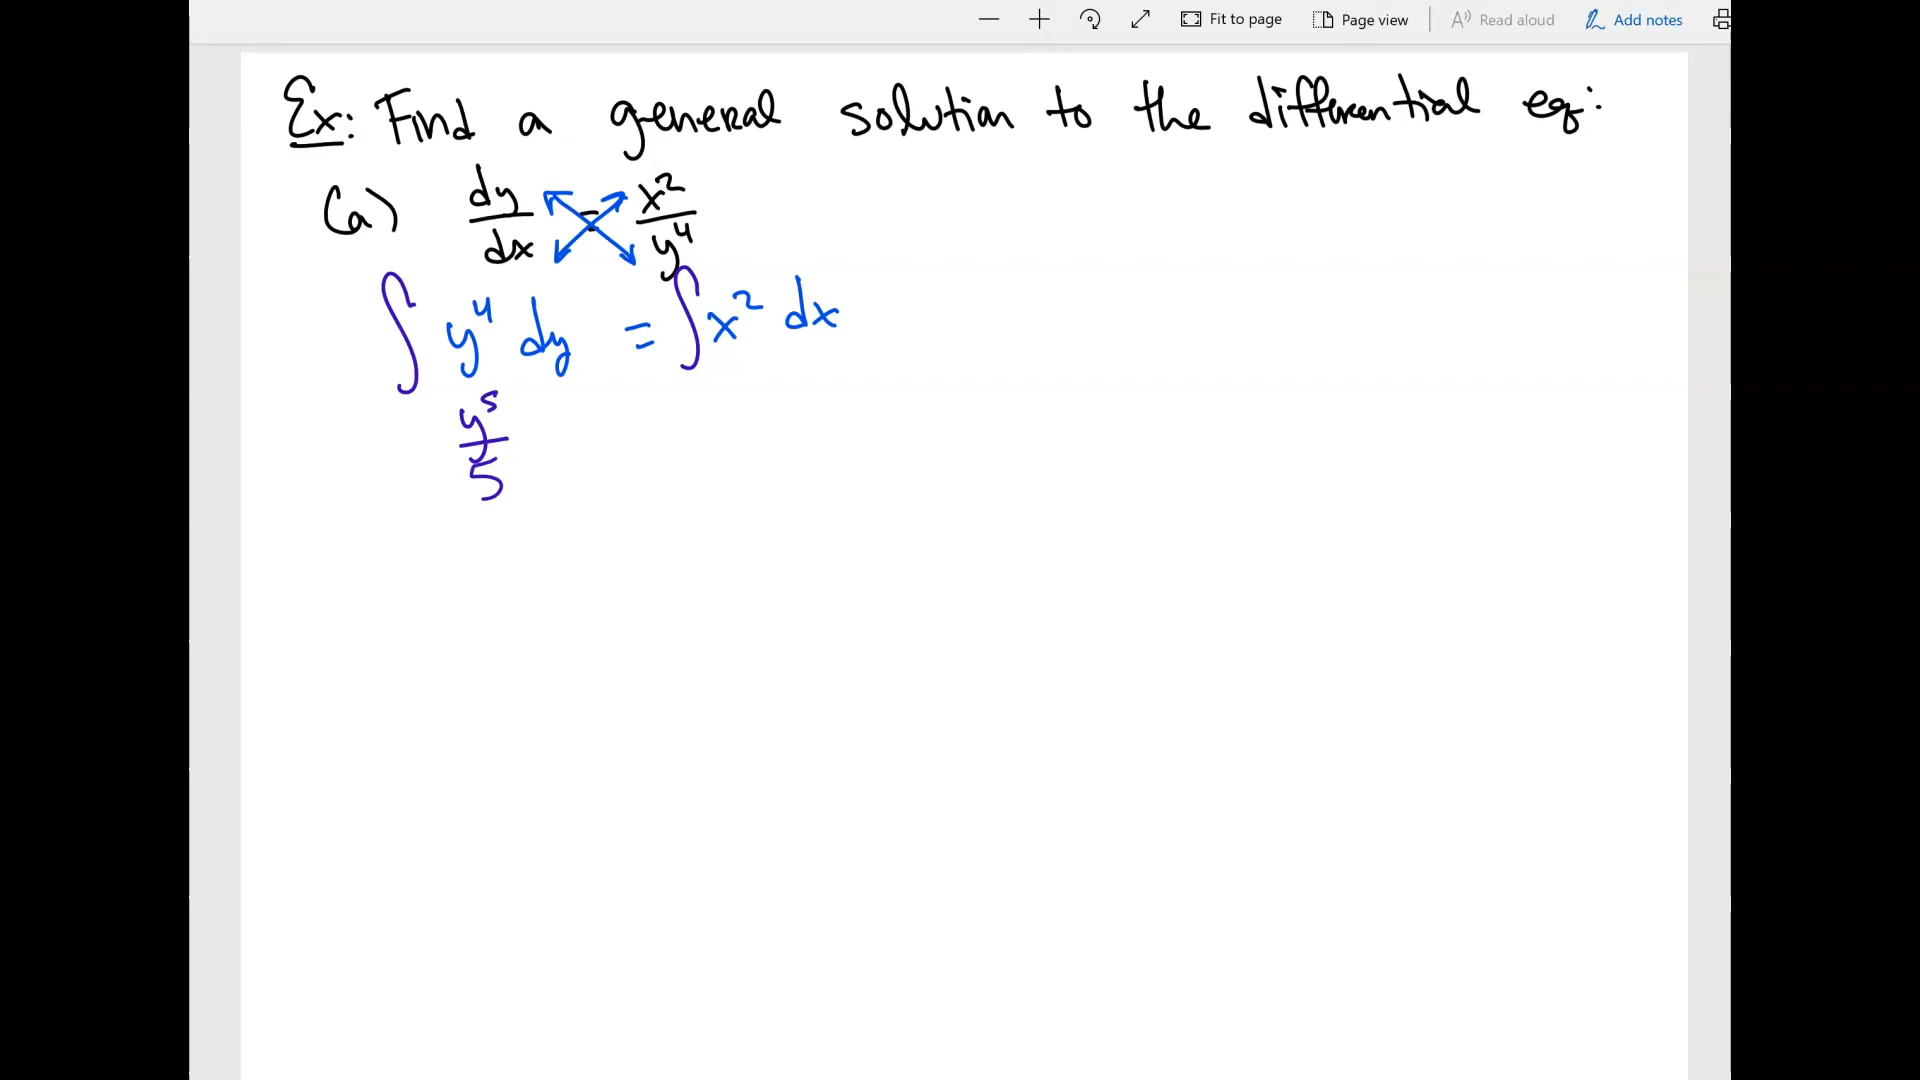 Fit to page Page view Read aloud Add notes
Ex: Find a general solution to the differential eq:
(a) dy/dx = x²/y⁴
∫ y⁴ dy = ∫ x² dx
y⁵/5